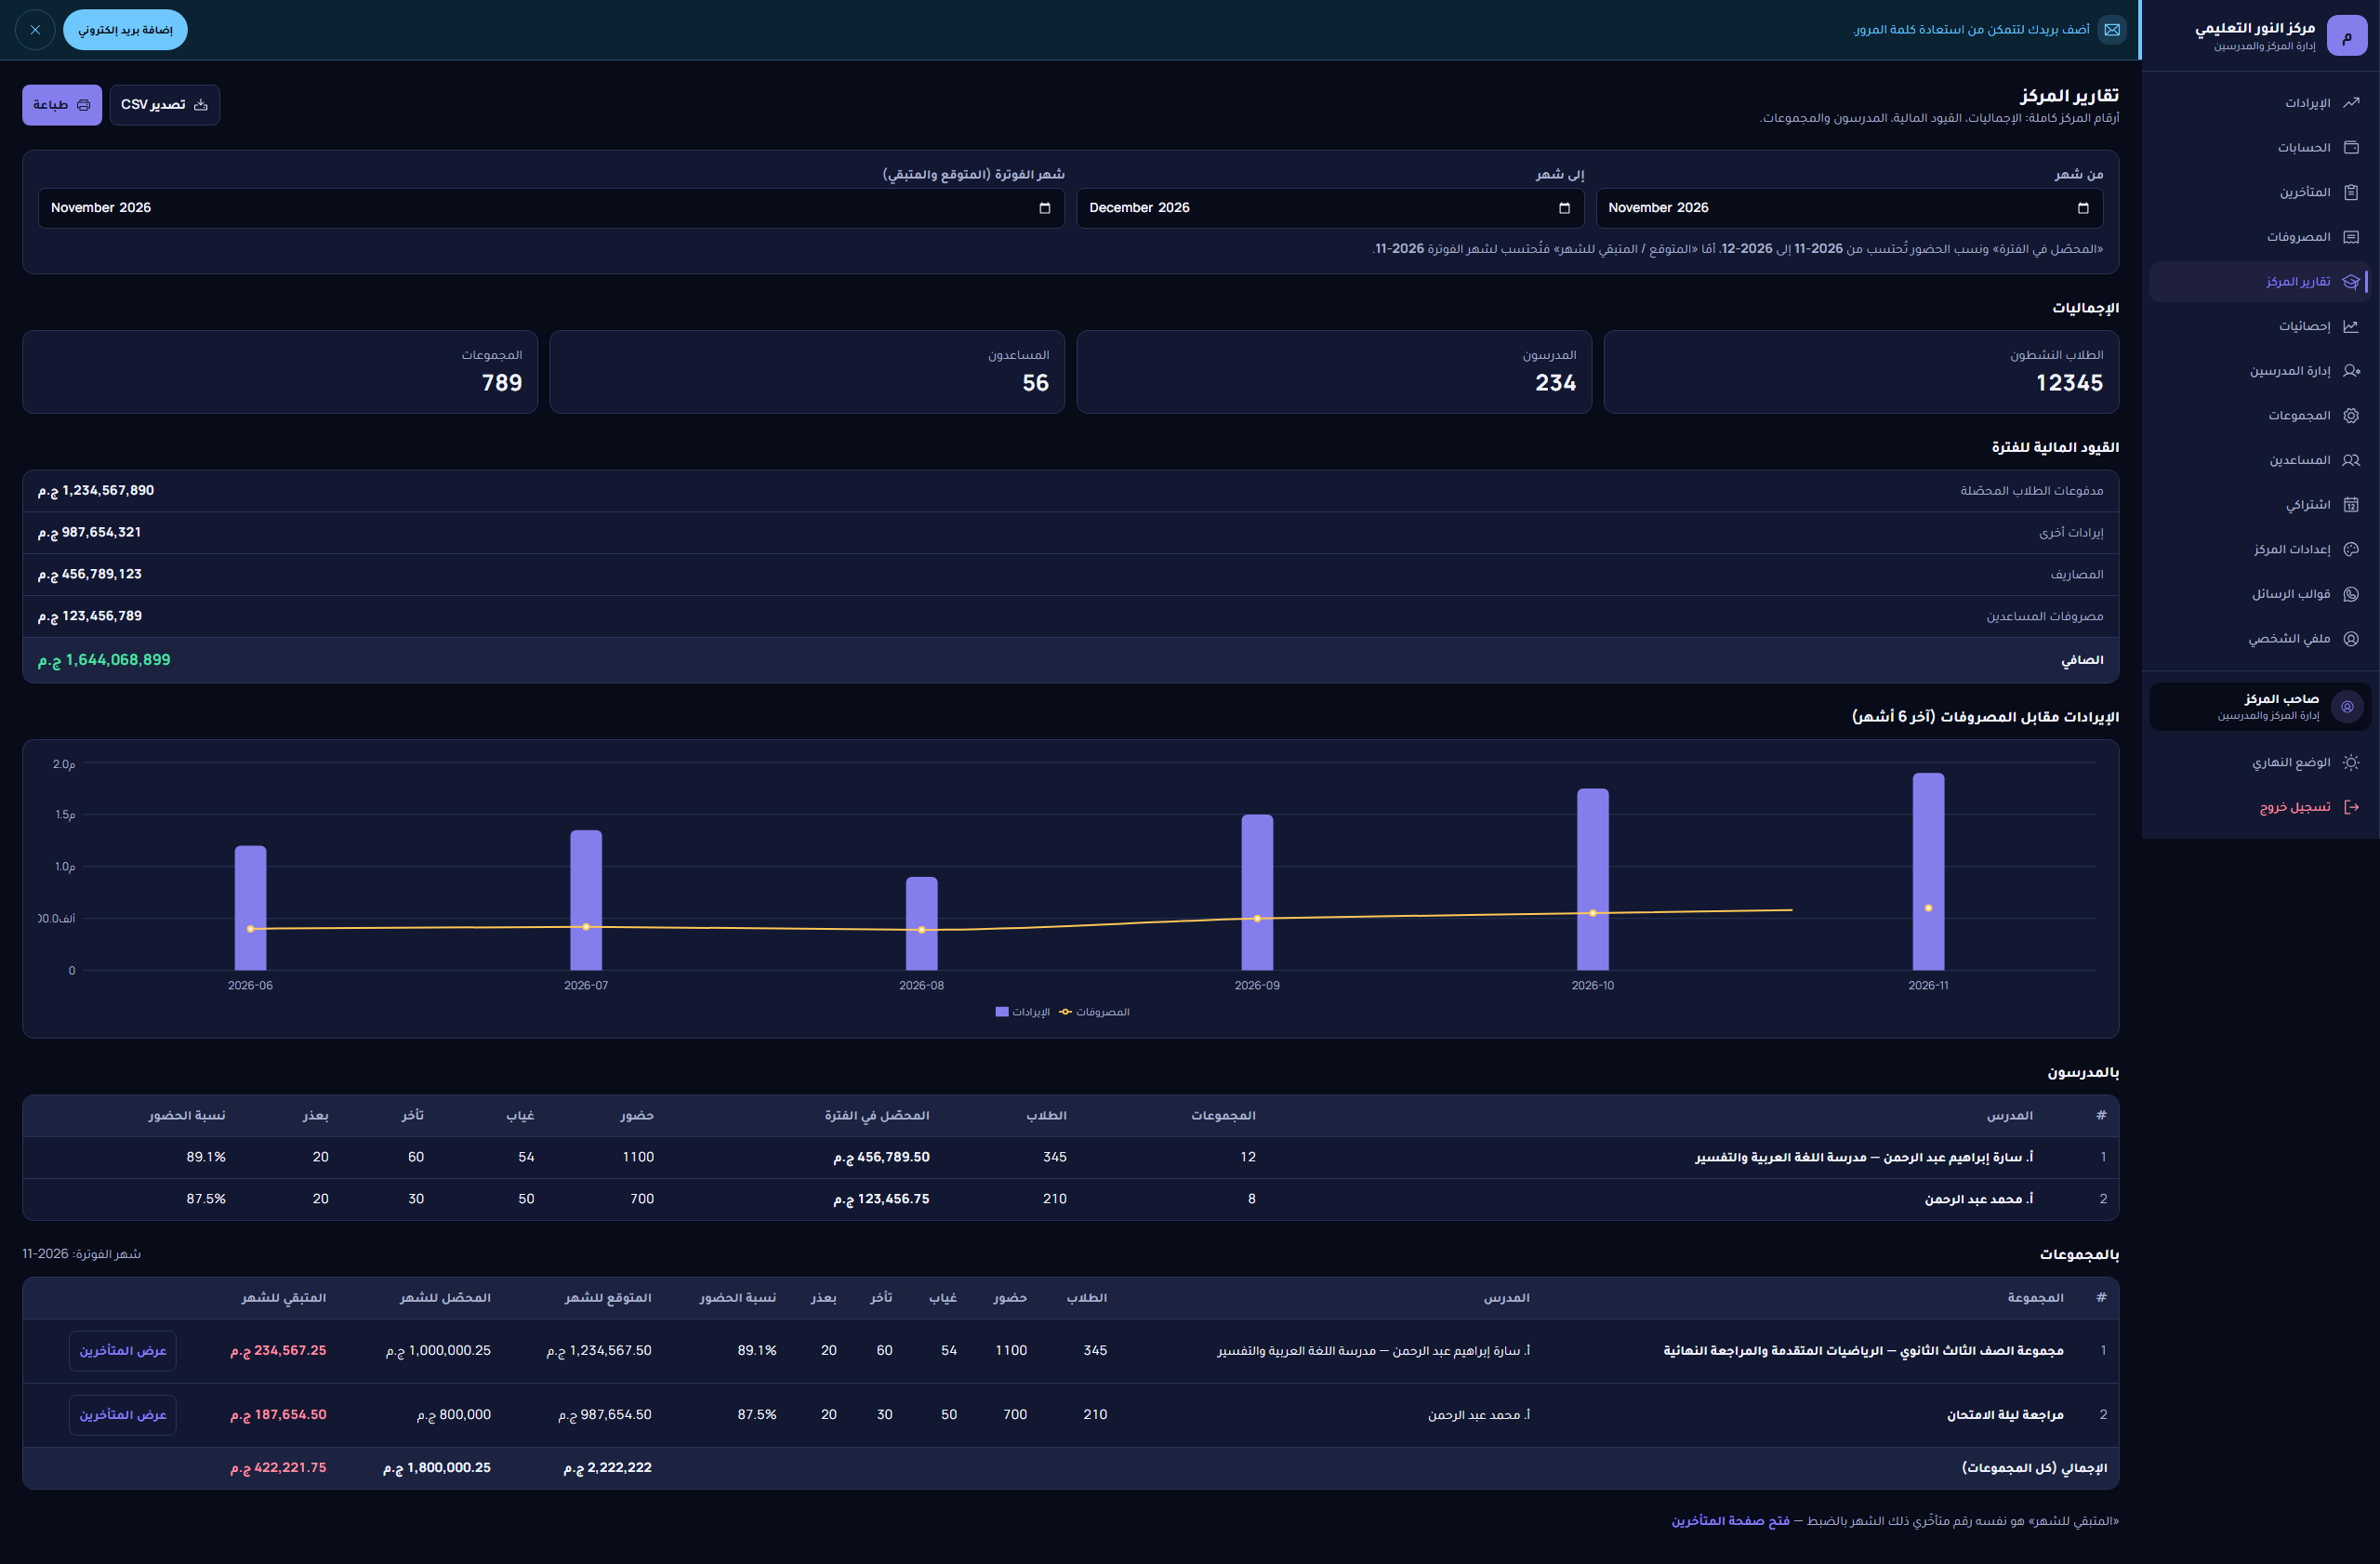 مركز النور التعليمي
إدارة المركز والمدرسين
م
الإيرادات
الحسابات
المتأخرين
المصروفات
تقارير المركز
إحصائيات
إدارة المدرسين
المجموعات
المساعدين
اشتراكي
إعدادات المركز
قوالب الرسائل
ملفي الشخصي
صاحب المركز
إدارة المركز والمدرسين
الوضع النهاري
تسجيل خروج
أضف بريدك لتتمكن من استعادة كلمة المرور.
إضافة بريد إلكتروني
تقارير المركز
أرقام المركز كاملة: الإجماليات، القيود المالية، المدرسون والمجموعات.
تصدير CSV
طباعة
من شهر
November 2026
إلى شهر
December 2026
شهر الفوترة (المتوقع والمتبقي)
November 2026
«المحصّل في الفترة» ونسب الحضور تُحتسب من 2026-11 إلى 2026-12، أمّا «المتوقع / المتبقي للشهر» فتُحتسب لشهر الفوترة 2026-11.
الإجماليات
الطلاب النشطون
12345
المدرسون
234
المساعدون
56
المجموعات
789
القيود المالية للفترة
مدفوعات الطلاب المحصّلة 1,234,567,890 ج.م
إيرادات أخرى 987,654,321 ج.م
المصاريف 456,789,123 ج.م
مصروفات المساعدين 123,456,789 ج.م
الصافي 1,644,068,899 ج.م
الإيرادات مقابل المصروفات (آخر 6 أشهر)
2.0م
1.5م
1.0م
00.0ألف
0
2026-06 2026-07 2026-08 2026-09 2026-10 2026-11
الإيرادات المصروفات
بالمدرسون
# المدرس المجموعات الطلاب المحصّل في الفترة حضور غياب تأخر بعذر نسبة الحضور
1 أ. سارة إبراهيم عبد الرحمن — مدرسة اللغة العربية والتفسير 12 345 456,789.50 ج.م 1100 54 60 20 89.1%
2 أ. محمد عبد الرحمن 8 210 123,456.75 ج.م 700 50 30 20 87.5%
بالمجموعات
شهر الفوترة: 2026-11
# المجموعة المدرس الطلاب حضور غياب تأخر بعذر نسبة الحضور المتوقع للشهر المحصّل للشهر المتبقي للشهر
1 مجموعة الصف الثالث الثانوي — الرياضيات المتقدمة والمراجعة النهائية أ. سارة إبراهيم عبد الرحمن — مدرسة اللغة العربية والتفسير 345 1100 54 60 20 89.1% 1,234,567.50 ج.م 1,000,000.25 ج.م 234,567.25 ج.م عرض المتأخرين
2 مراجعة ليلة الامتحان أ. محمد عبد الرحمن 210 700 50 30 20 87.5% 987,654.50 ج.م 800,000 ج.م 187,654.50 ج.م عرض المتأخرين
الإجمالي (كل المجموعات) 2,222,222 ج.م 1,800,000.25 ج.م 422,221.75 ج.م
«المتبقي للشهر» هو نفسه رقم متأخّري ذلك الشهر بالضبط — فتح صفحة المتأخرين